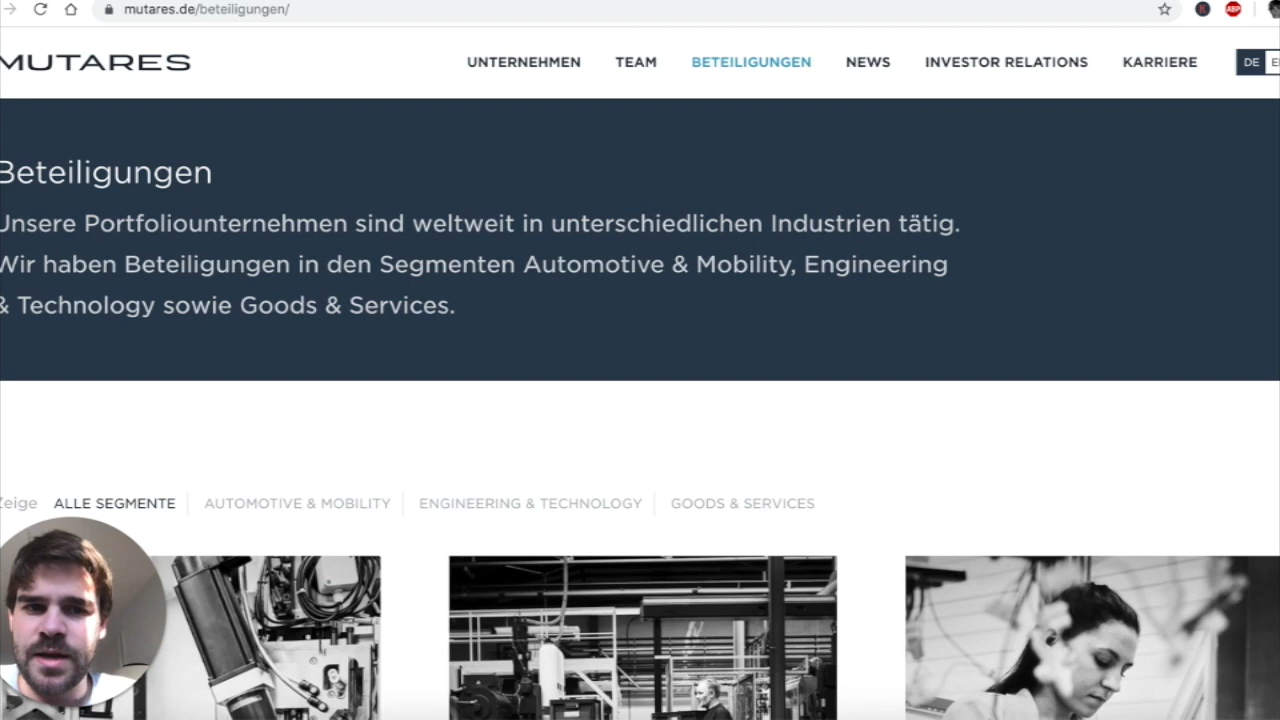 mutares.de/beteiligungen/
ABP
MUTARES
UNTERNEHMEN TEAM BETEILIGUNGEN NEWS INVESTOR RELATIONS KARRIERE DE E
Beteiligungen
Unsere Portfoliounternehmen sind weltweit in unterschiedlichen Industrien tätig.
Wir haben Beteiligungen in den Segmenten Automotive & Mobility, Engineering
& Technology sowie Goods & Services.
Zeige ALLE SEGMENTE AUTOMOTIVE & MOBILITY ENGINEERING & TECHNOLOGY GOODS & SERVICES